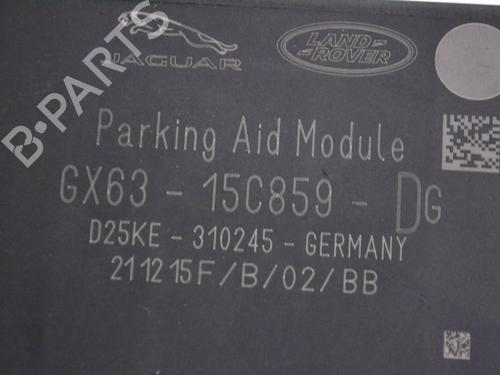 JAGUAR
LAND
ROVER
B-PARTS
Parking Aid Module
GX63 - 15C859 - DG
D25KE - 310245 - GERMANY
211215F/B/02/BB